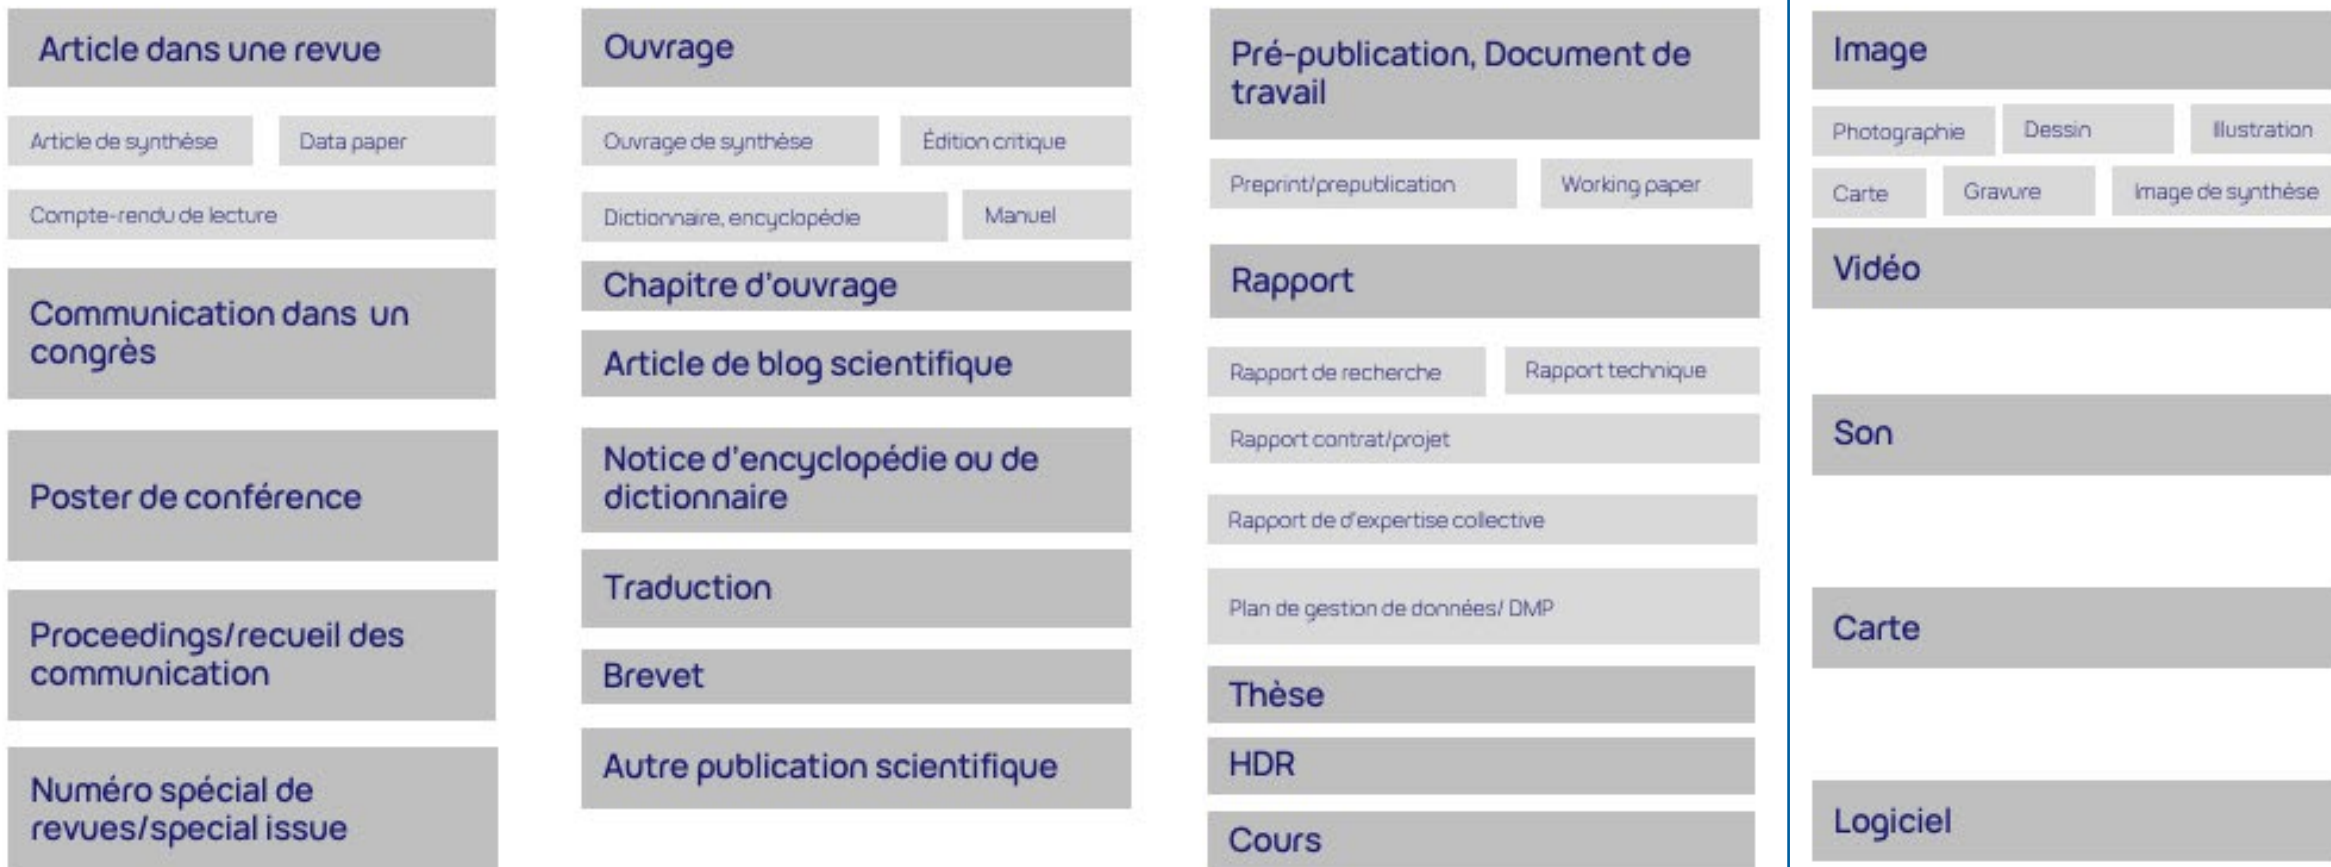 Article dans une revue
Article de synthèse
Data paper
Compte-rendu de lecture
Communication dans un
congrès
Poster de conférence
Proceedings/recueil des
communication
Numéro spécial de
revues/special issue
Ouvrage
Ouvrage de synthèse
Édition critique
Dictionnaire, encyclopédie
Manuel
Chapitre d'ouvrage
Article de blog scientifique
Notice d'encyclopédie ou de
dictionnaire
Traduction
Brevet
Autre publication scientifique
Pré-publication, Document de
travail
Preprint/prepublication
Working paper
Rapport
Rapport de recherche
Rapport technique
Rapport contrat/projet
Rapport de d'expertise collective
Plan de gestion de données/ DMP
Thèse
HDR
Cours
Image
Photographie
Dessin
Illustration
Carte
Gravure
Image de synthèse
Vidéo
Son
Carte
Logiciel